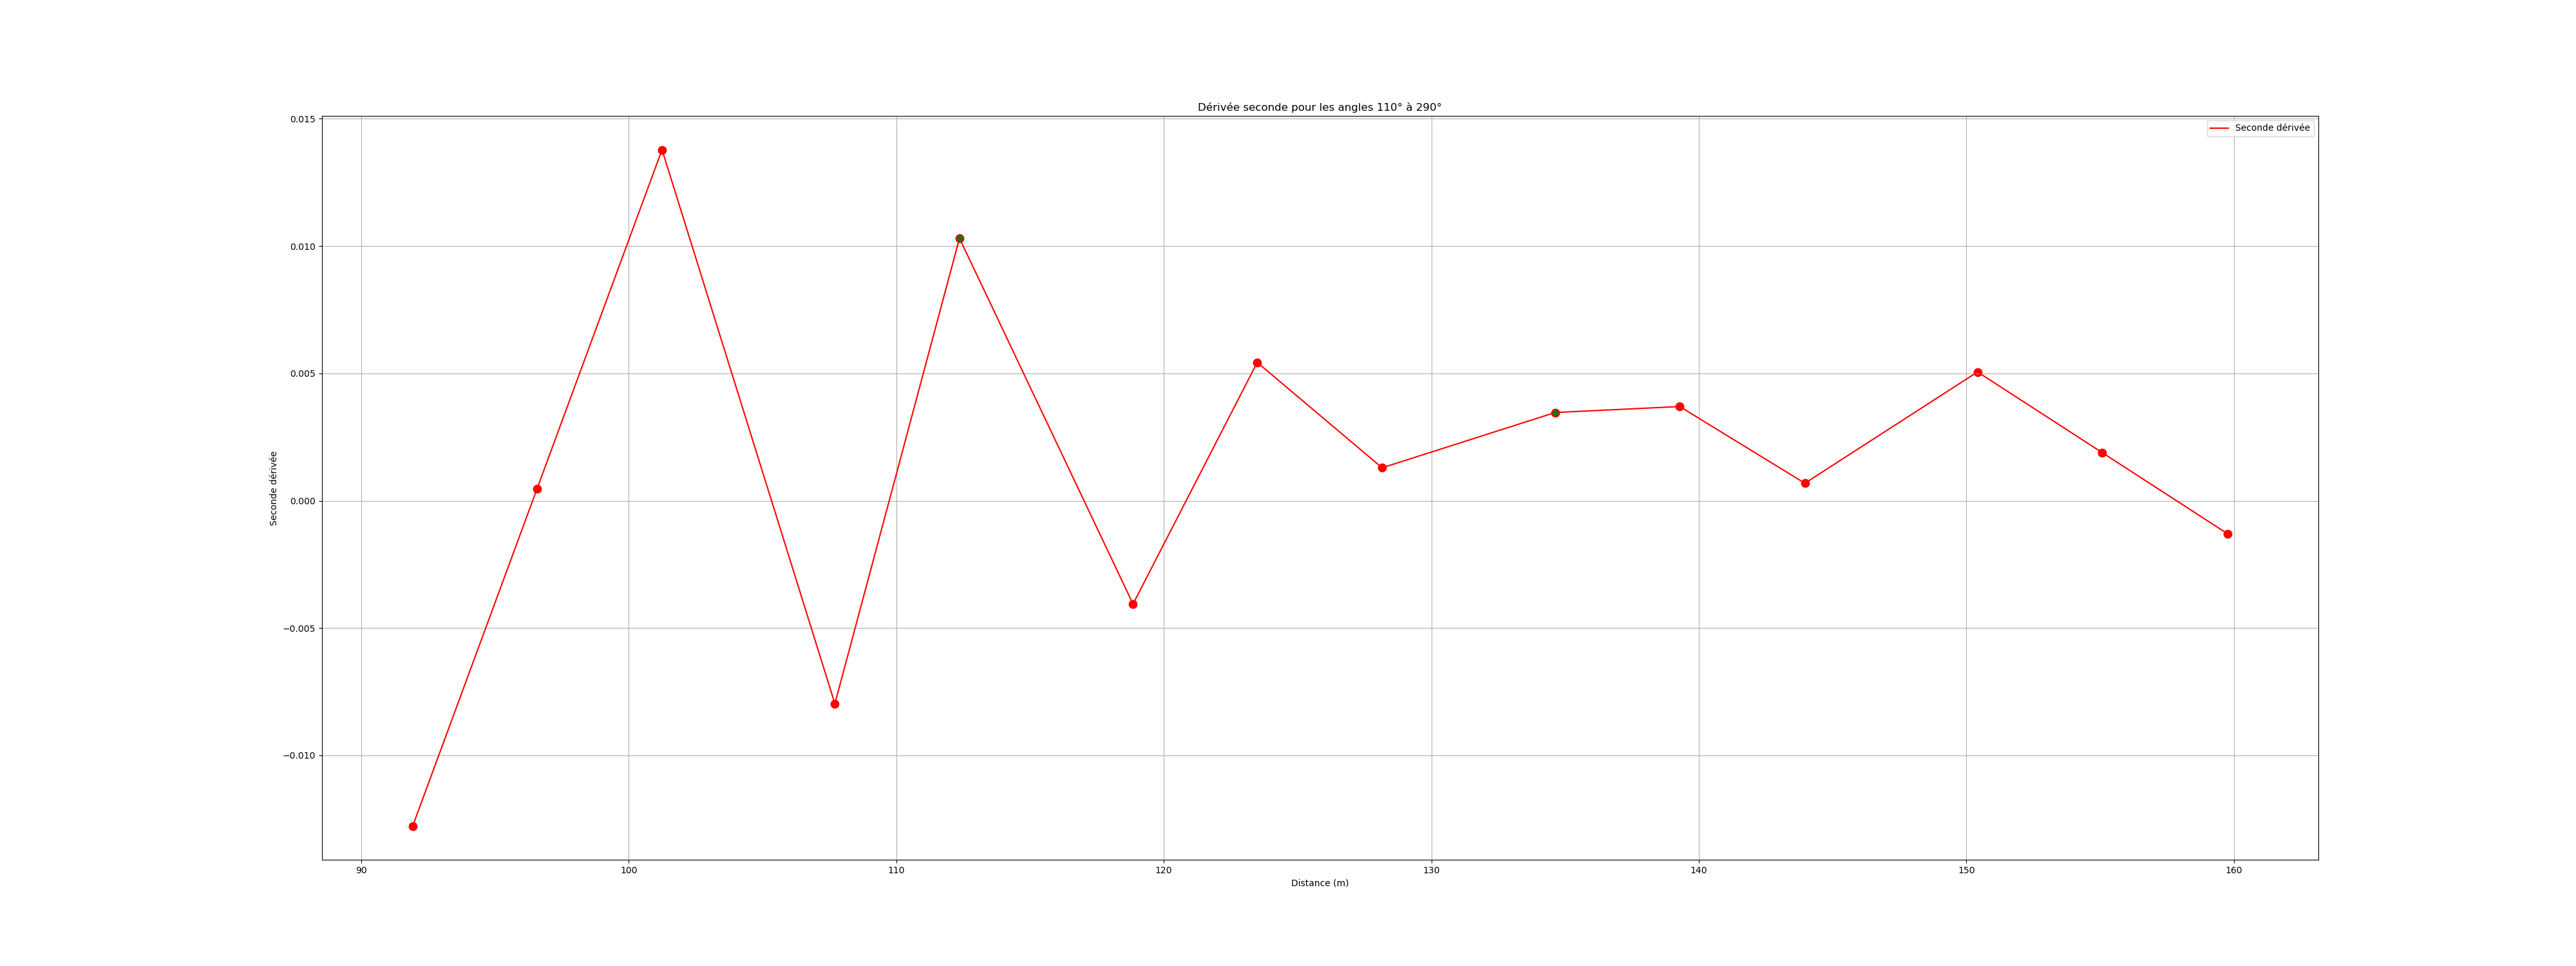 Dérivée seconde pour les angles 110° à 290°
Seconde dérivée
0.015
0.010
0.005
0.000
−0.005
−0.010
Seconde dérivée
90 100 110 120 130 140 150 160
Distance (m)